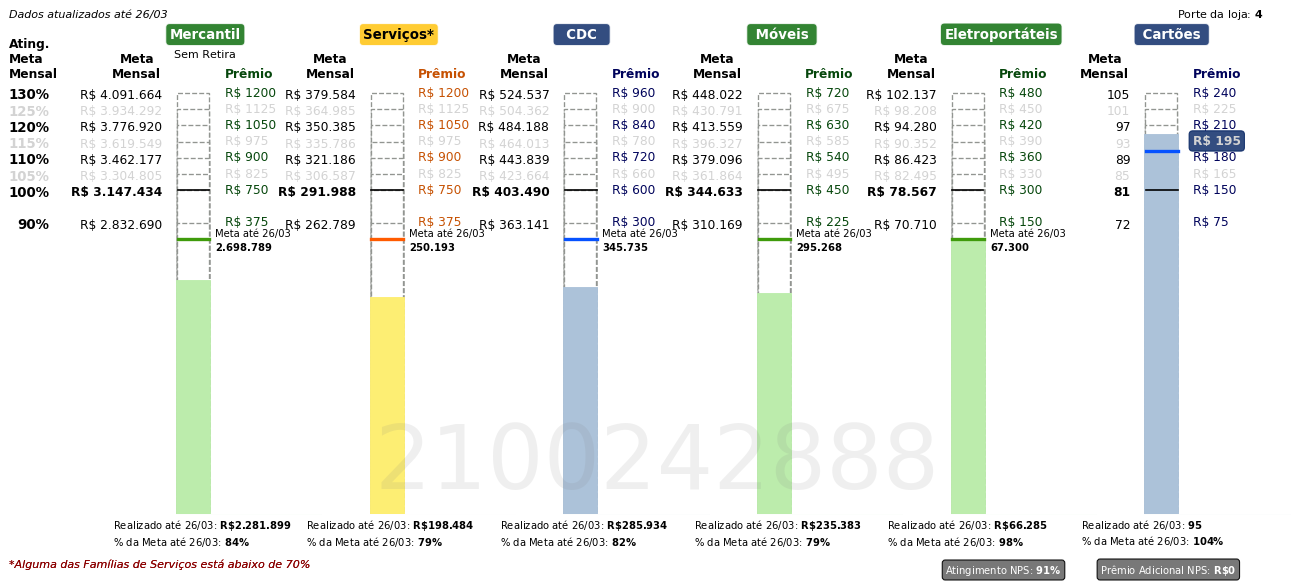 Dados atualizados até 26/03 Porte da loja: 4
Mercantil Serviços* CDC Móveis Eletroportáteis Cartões
Ating. Meta Mensal
Sem Retira
Meta Mensal Prêmio Meta Mensal Prêmio Meta Mensal Prêmio Meta Mensal Prêmio Meta Mensal Prêmio Meta Mensal Prêmio
130% R$ 4.091.664 R$ 1200 R$ 379.584 R$ 1200 R$ 524.537 R$ 960 R$ 448.022 R$ 720 R$ 102.137 R$ 480 105 R$ 240
125% R$ 3.934.292 R$ 1125 R$ 364.985 R$ 1125 R$ 504.362 R$ 900 R$ 430.791 R$ 675 R$ 98.208 R$ 450 101 R$ 225
120% R$ 3.776.920 R$ 1050 R$ 350.385 R$ 1050 R$ 484.188 R$ 840 R$ 413.559 R$ 630 R$ 94.280 R$ 420 97 R$ 210
115% R$ 3.619.549 R$ 975 R$ 335.786 R$ 975 R$ 464.013 R$ 780 R$ 396.327 R$ 585 R$ 90.352 R$ 390 93 R$ 195
110% R$ 3.462.177 R$ 900 R$ 321.186 R$ 900 R$ 443.839 R$ 720 R$ 379.096 R$ 540 R$ 86.423 R$ 360 89 R$ 180
105% R$ 3.304.805 R$ 825 R$ 306.587 R$ 825 R$ 423.664 R$ 660 R$ 361.864 R$ 495 R$ 82.495 R$ 330 85 R$ 165
100% R$ 3.147.434 R$ 750 R$ 291.988 R$ 750 R$ 403.490 R$ 600 R$ 344.633 R$ 450 R$ 78.567 R$ 300 81 R$ 150
90% R$ 2.832.690 R$ 375 R$ 262.789 R$ 375 R$ 363.141 R$ 300 R$ 310.169 R$ 225 R$ 70.710 R$ 150 72 R$ 75
Meta até 26/03 Meta até 26/03 Meta até 26/03 Meta até 26/03 Meta até 26/03
2.698.789 250.193 345.735 295.268 67.300
2100242888
Realizado até 26/03: R$2.281.899 Realizado até 26/03: R$198.484 Realizado até 26/03: R$285.934 Realizado até 26/03: R$235.383 Realizado até 26/03: R$66.285 Realizado até 26/03: 95
% da Meta até 26/03: 84% % da Meta até 26/03: 79% % da Meta até 26/03: 82% % da Meta até 26/03: 79% % da Meta até 26/03: 98% % da Meta até 26/03: 104%
*Alguma das Famílias de Serviços está abaixo de 70% Atingimento NPS: 91% Prêmio Adicional NPS: R$0